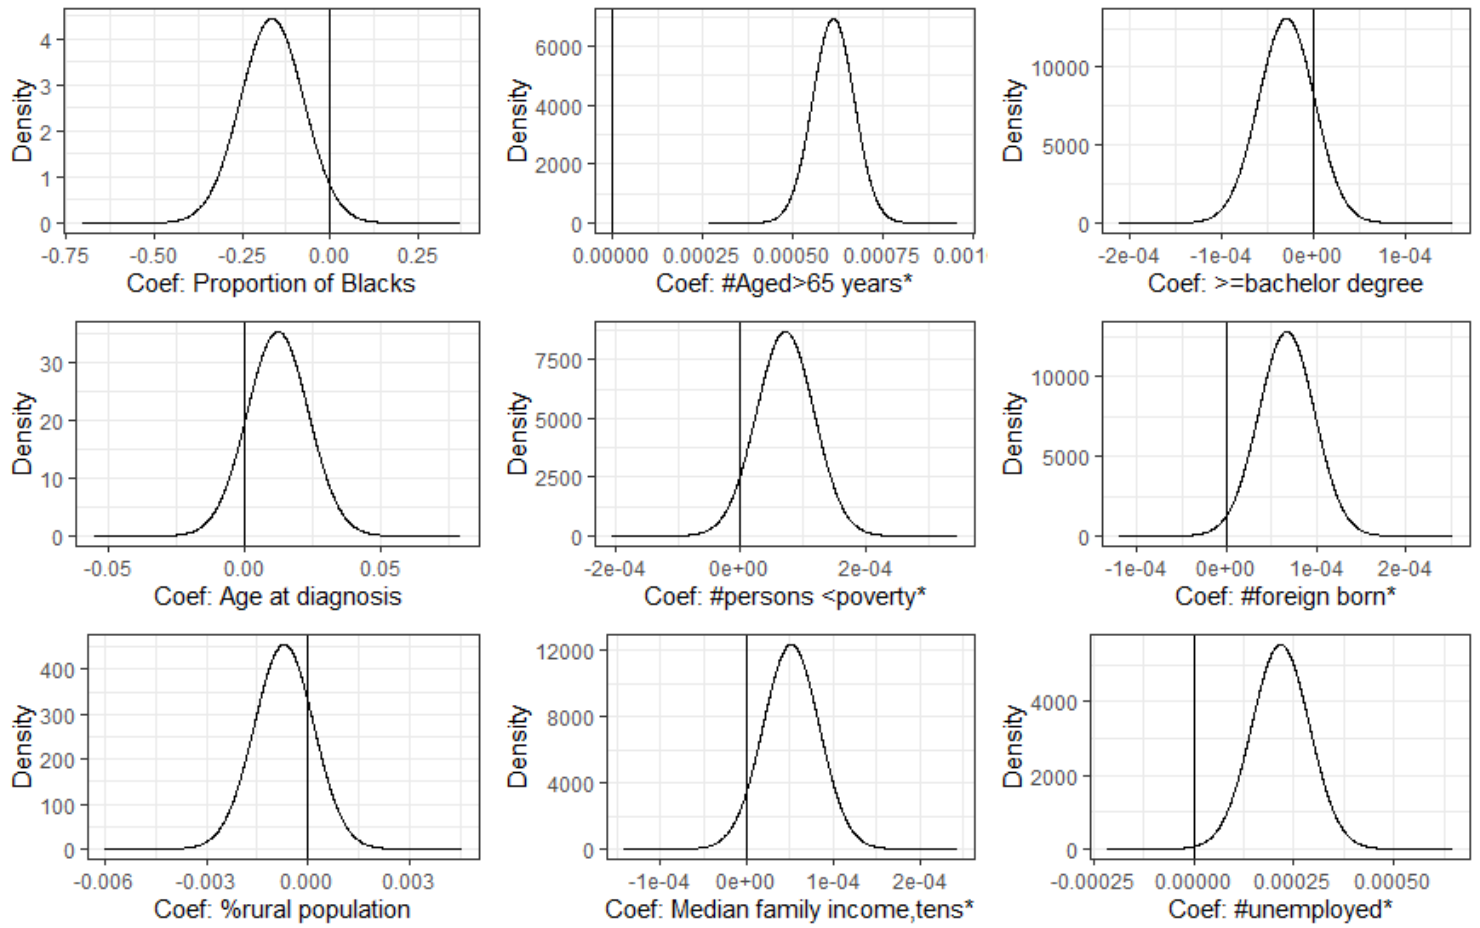 Density
4
3
2
1
0
-0.75 -0.50 -0.25 0.00 0.25
Coef: Proportion of Blacks
Density
6000
4000
2000
0
0.00000 0.00025 0.00050 0.00075 0.001
Coef: #Aged>65 years*
Density
10000
5000
0
-2e-04 -1e-04 0e+00 1e-04
Coef: >=bachelor degree
Density
30
20
10
0
-0.05 0.00 0.05
Coef: Age at diagnosis
Density
7500
5000
2500
0
-2e-04 0e+00 2e-04
Coef: #persons <poverty*
Density
10000
5000
0
-1e-04 0e+00 1e-04 2e-04
Coef: #foreign born*
Density
400
300
200
100
0
-0.006 -0.003 0.000 0.003
Coef: %rural population
Density
12000
8000
4000
0
-1e-04 0e+00 1e-04 2e-04
Coef: Median family income,tens*
Density
4000
2000
0
-0.00025 0.00000 0.00025 0.00050
Coef: #unemployed*